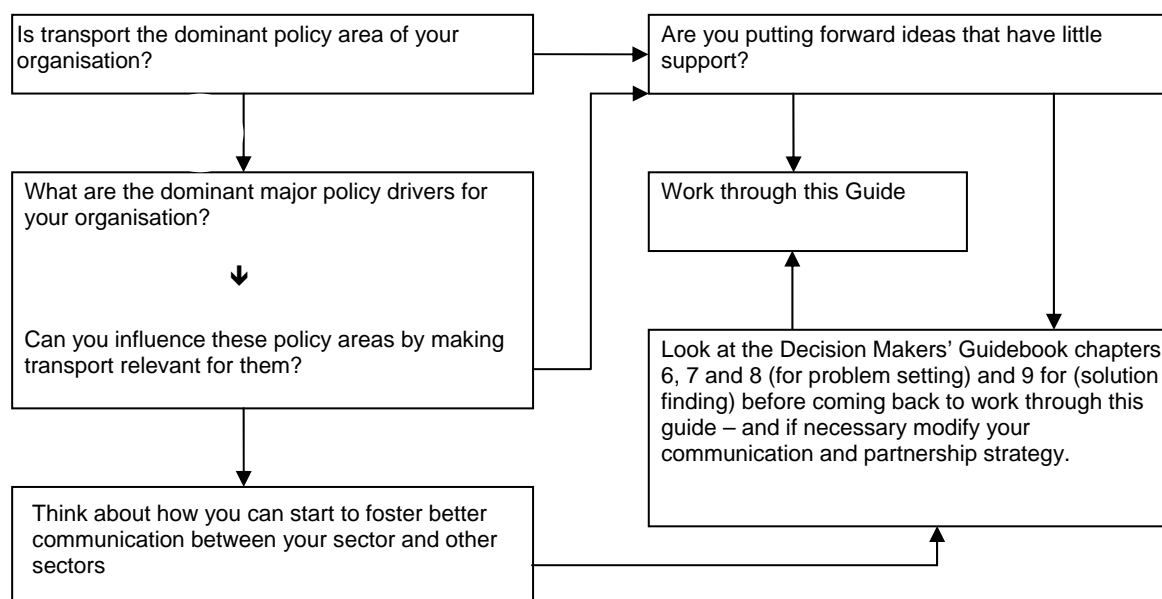 Is transport the dominant policy area of your
organisation?
Are you putting forward ideas that have little
support?
What are the dominant major policy drivers for
your organisation?
Can you influence these policy areas by making
transport relevant for them?
Work through this Guide
Look at the Decision Makers’ Guidebook chapters
6, 7 and 8 (for problem setting) and 9 for (solution
finding) before coming back to work through this
guide – and if necessary modify your
communication and partnership strategy.
Think about how you can start to foster better
communication between your sector and other
sectors